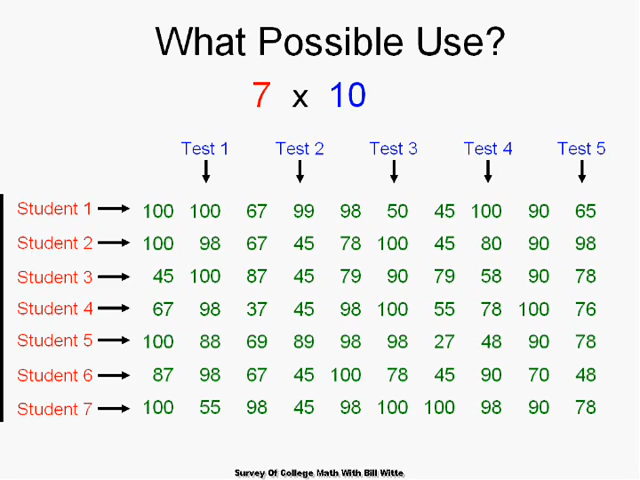 What Possible Use?
7 x 10
Test 1 Test 2 Test 3 Test 4 Test 5
Student 1 100 100 67 99 98 50 45 100 90 65
Student 2 100 98 67 45 78 100 45 80 90 98
Student 3 45 100 87 45 79 90 79 58 90 78
Student 4 67 98 37 45 98 100 55 78 100 76
Student 5 100 88 69 89 98 98 27 48 90 78
Student 6 87 98 67 45 100 78 45 90 70 48
Student 7 100 55 98 45 98 100 100 98 90 78
Survey Of College Math With Bill Witte